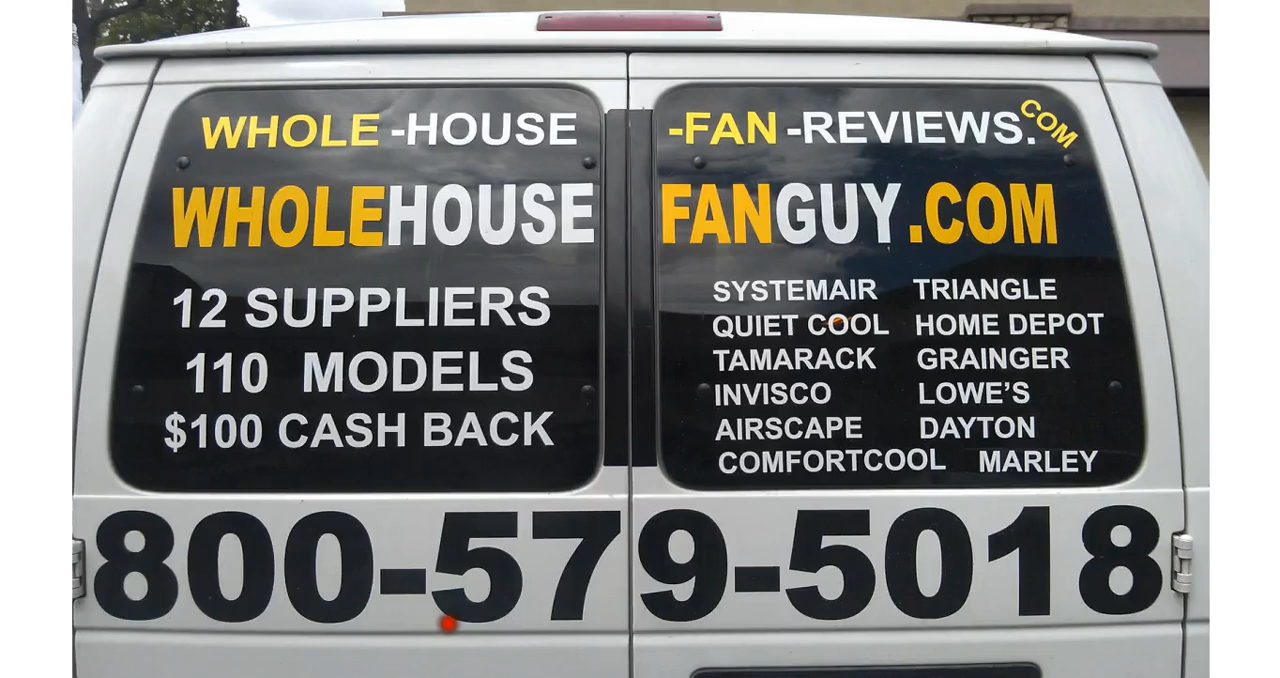 WHOLE -HOUSE -FAN -REVIEWS.COM
WHOLEHOUSE FANGUY.COM
12 SUPPLIERS
110 MODELS
$100 CASH BACK
SYSTEMAIR TRIANGLE
QUIET COOL HOME DEPOT
TAMARACK GRAINGER
INVISCO LOWE'S
AIRSCAPE DAYTON
COMFORTCOOL MARLEY
800-579-5018